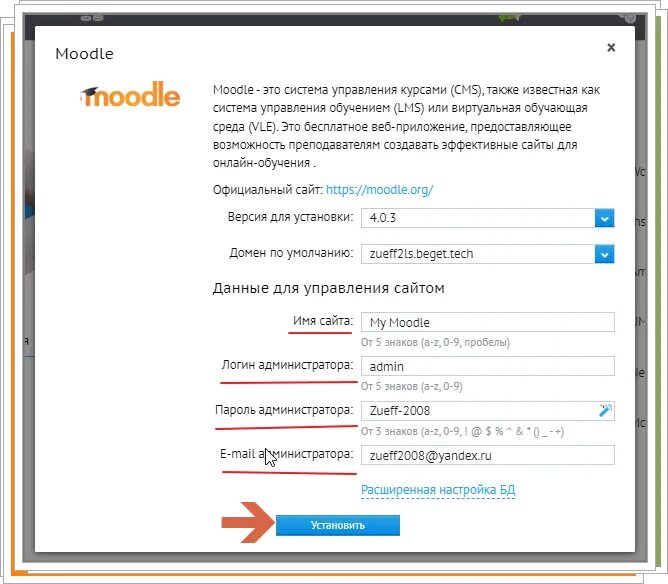 Moodle
moodle
Moodle - это система управления курсами (CMS), также известная как
система управления обучением (LMS) или виртуальная обучающая
среда (VLE). Это бесплатное веб-приложение, предоставляющее
возможность преподавателям создавать эффективные сайты для
онлайн-обучения .
Официальный сайт: https://moodle.org/
Версия для установки: 4.0.3
Домен по умолчанию: zueff2ls.beget.tech
Данные для управления сайтом
Имя сайта: My Moodle
От 5 знаков (a-z, 0-9, пробелы)
Логин администратора: admin
От 5 знаков (a-z, 0-9)
Пароль администратора: Zueff-2008
От 3 знаков (a-z, 0-9, ! @ $ % ^ & * () _ - +)
E-mail администратора: zueff2008@yandex.ru
Расширенная настройка БД
Установить